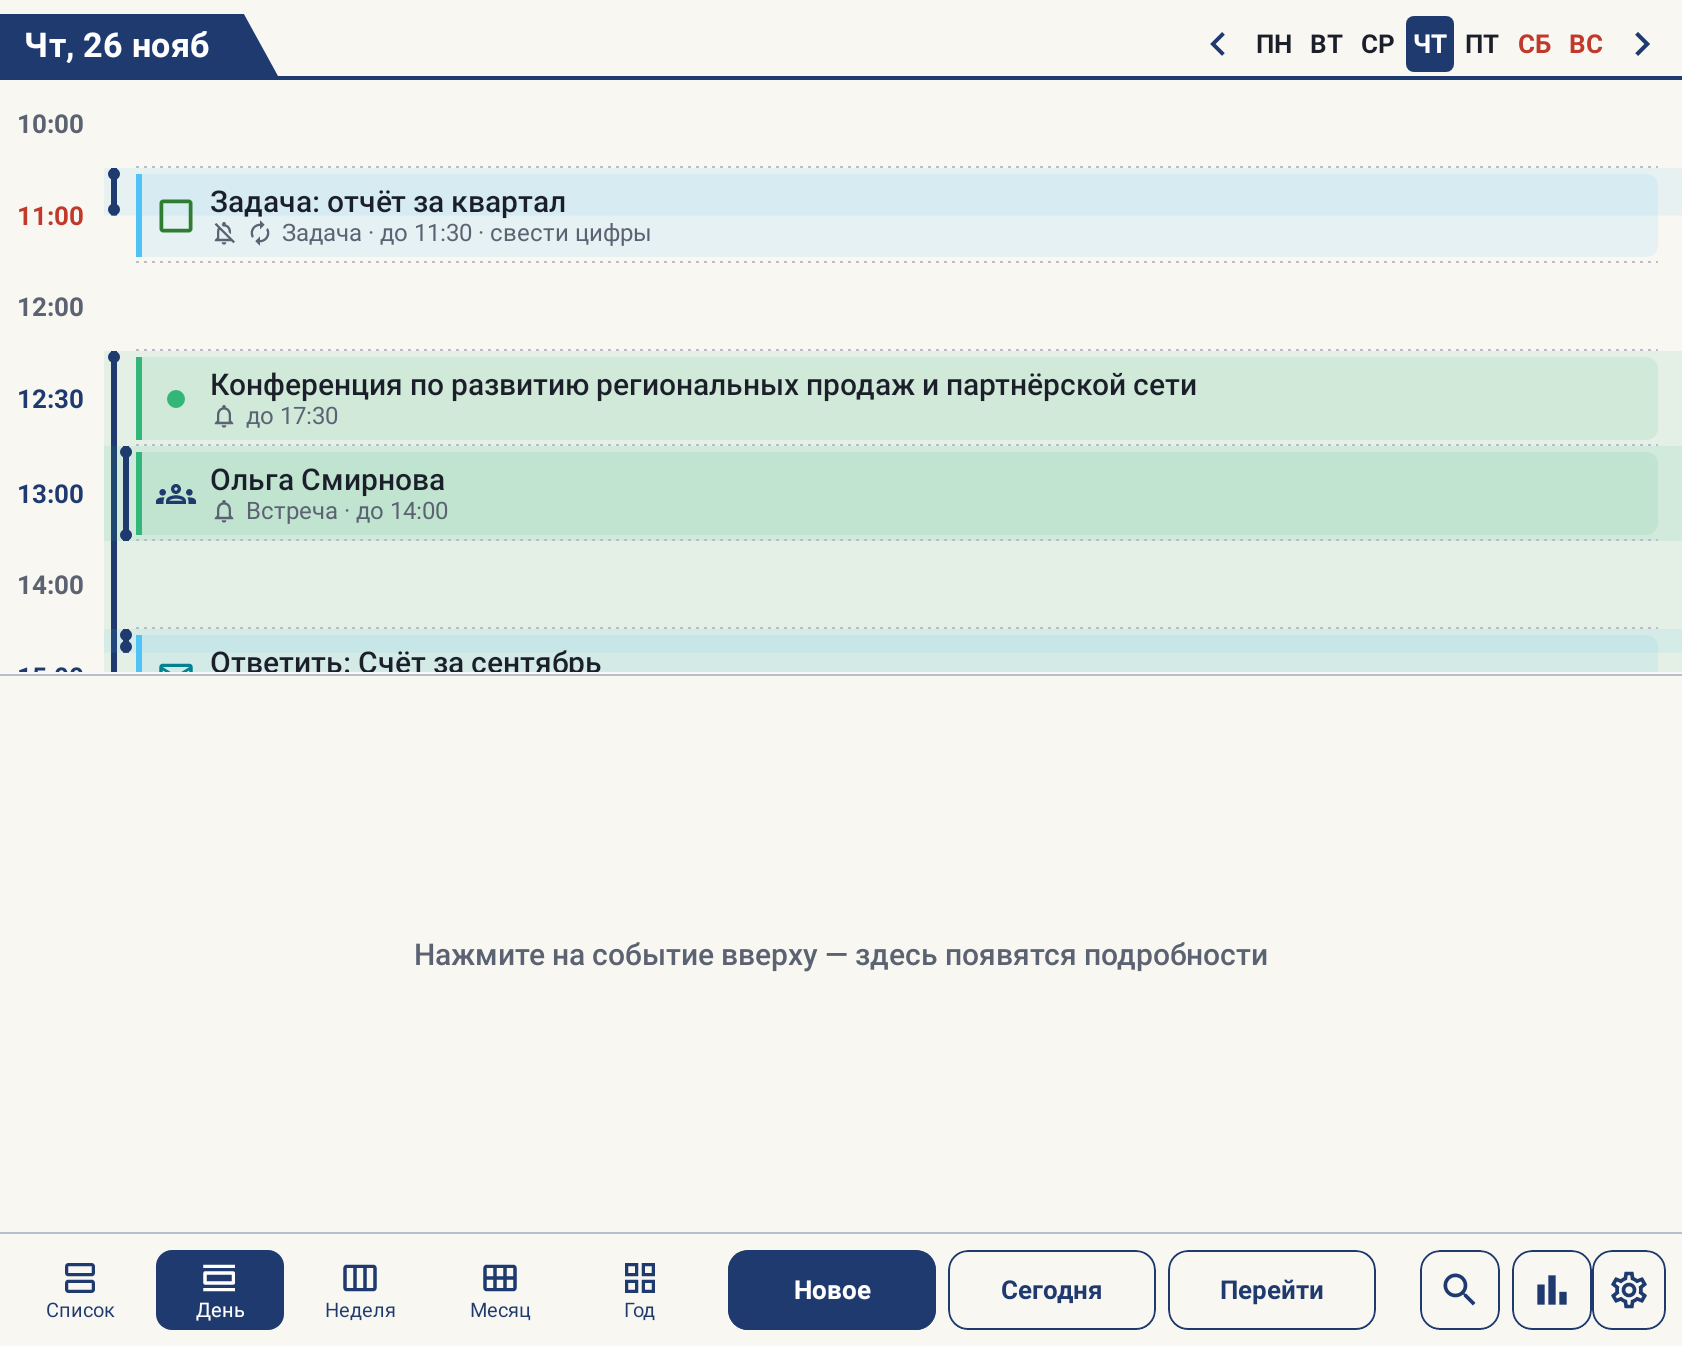 Чт, 26 нояб
ПН ВТ СР ЧТ ПТ СБ ВС
10:00
11:00
Задача: отчёт за квартал
Задача · до 11:30 · свести цифры
12:00
12:30
Конференция по развитию региональных продаж и партнёрской сети
до 17:30
13:00
Ольга Смирнова
Встреча · до 14:00
14:00
15:00
Ответить: Счёт за сентябрь
Нажмите на событие вверху — здесь появятся подробности
Список
День
Неделя
Месяц
Год
Новое
Сегодня
Перейти